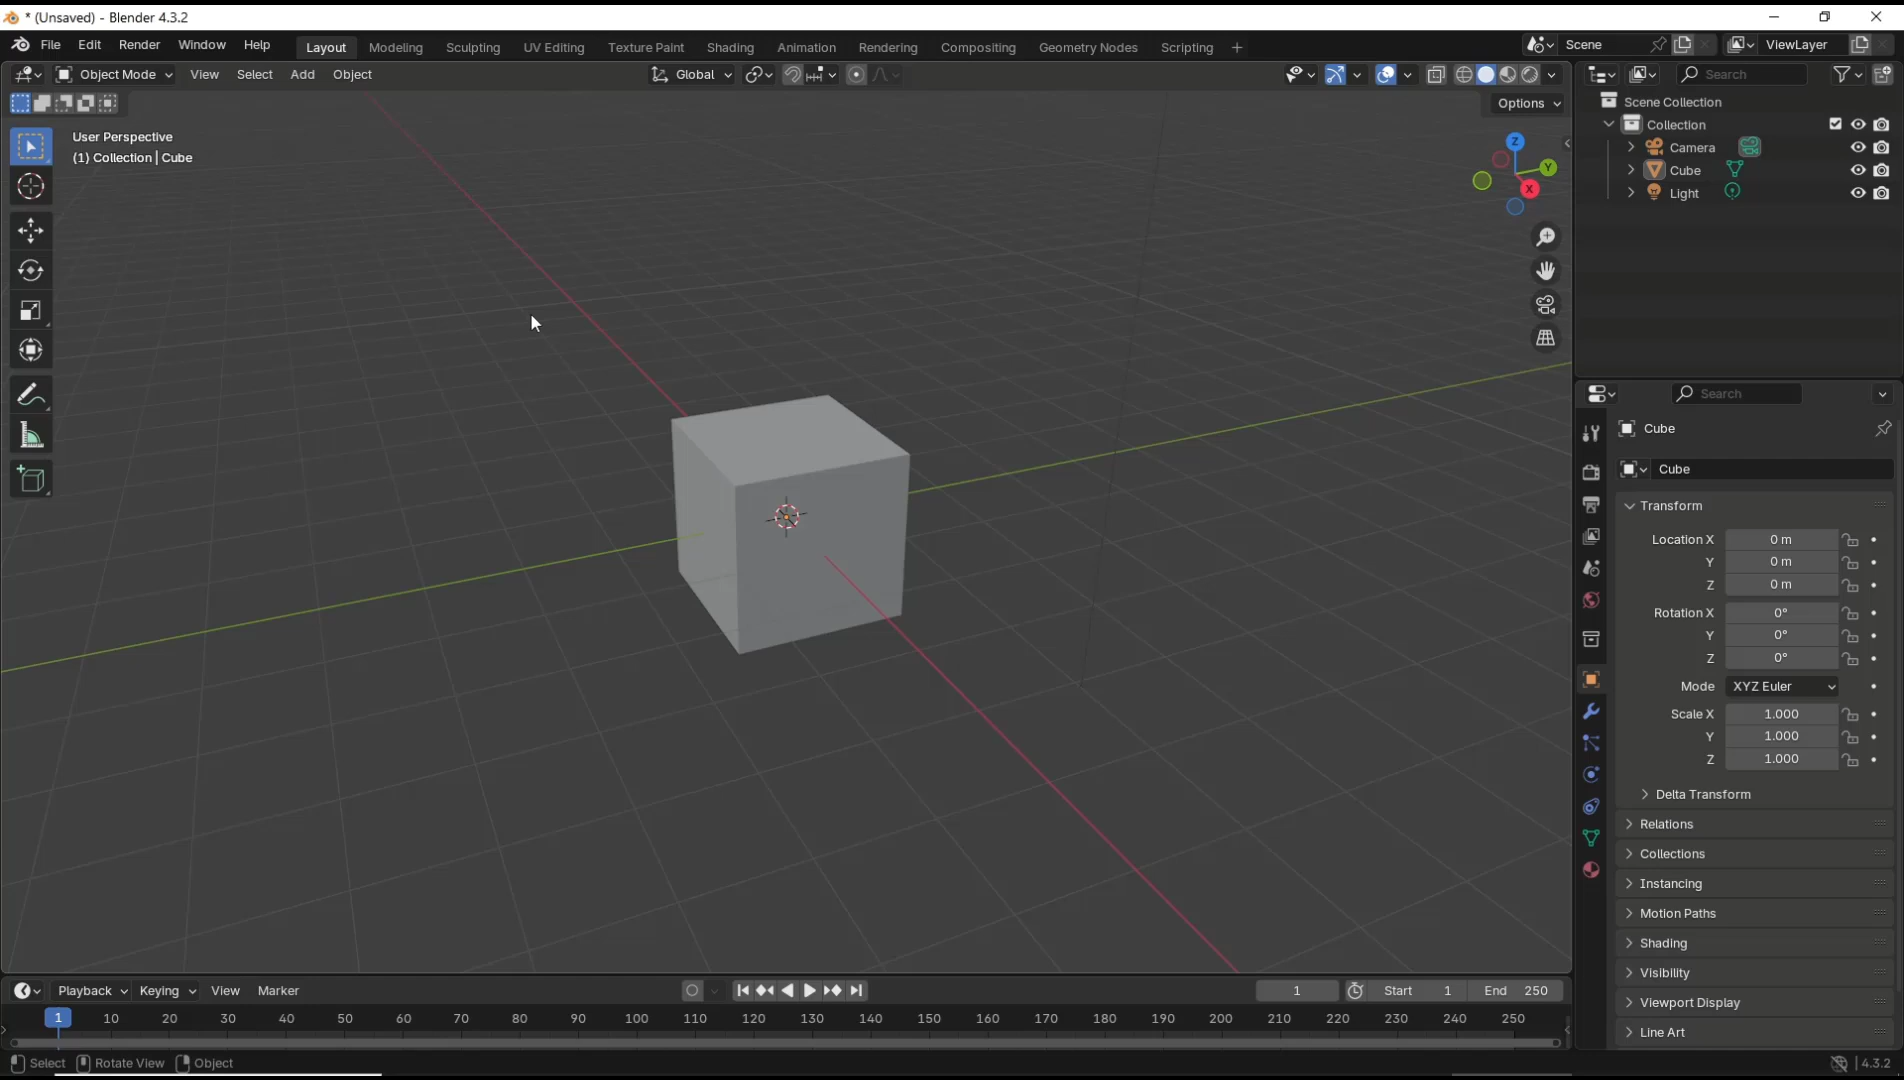 * (Unsaved) - Blender 4.3.2
File Edit Render Window Help Layout Modeling Sculpting UV Editing Texture Paint Shading Animation Rendering Compositing Geometry Nodes Scripting + Scene ViewLayer
Object Mode View Select Add Object Global Search
Options
User Perspective
(1) Collection | Cube
Z
Y
X
Scene Collection
Collection
Camera
Cube
Light
Search
Cube
Cube
Transform
Location X 0 m
Y 0 m
Z 0 m
Rotation X 0°
Y 0°
Z 0°
Mode XYZ Euler
Scale X 1.000
Y 1.000
Z 1.000
Delta Transform
Relations
Collections
Instancing
Motion Paths
Shading
Visibility
Viewport Display
Line Art
Playback Keying View Marker 1 Start 1 End 250
1 10 20 30 40 50 60 70 80 90 100 110 120 130 140 150 160 170 180 190 200 210 220 230 240 250
Select Rotate View Object 4.3.2